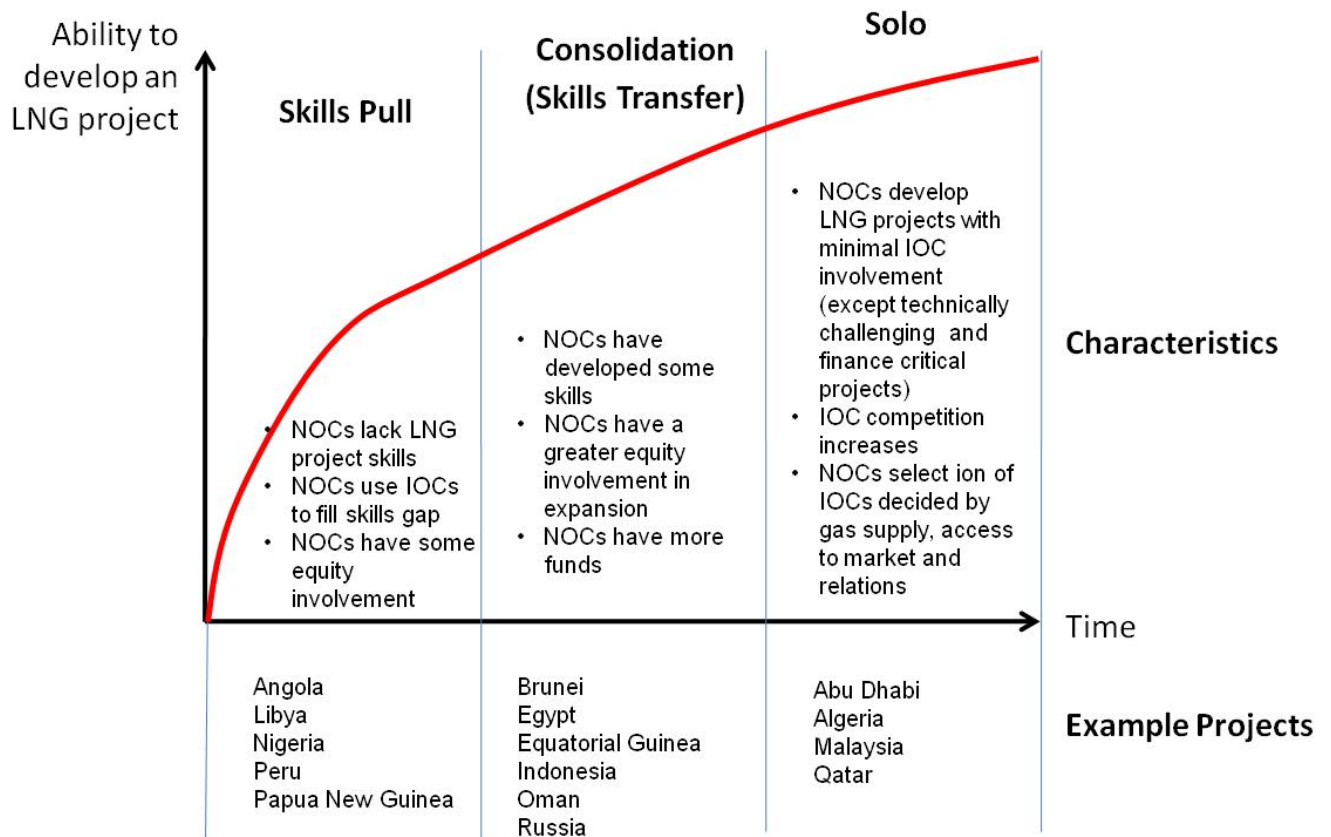 Ability to
develop an
LNG project
Skills Pull
Consolidation
(Skills Transfer)
Solo
• NOCs lack LNG
project skills
• NOCs use IOCs
to fill skills gap
• NOCs have some
equity
involvement
• NOCs have
developed some
skills
• NOCs have a
greater equity
involvement in
expansion
• NOCs have more
funds
• NOCs develop
LNG projects with
minimal IOC
involvement
(except technically
challenging and
finance critical
projects)
• IOC competition
increases
• NOCs select ion of
IOCs decided by
gas supply, access
to market and
relations
Characteristics
Time
Angola
Libya
Nigeria
Peru
Papua New Guinea
Brunei
Egypt
Equatorial Guinea
Indonesia
Oman
Russia
Abu Dhabi
Algeria
Malaysia
Qatar
Example Projects